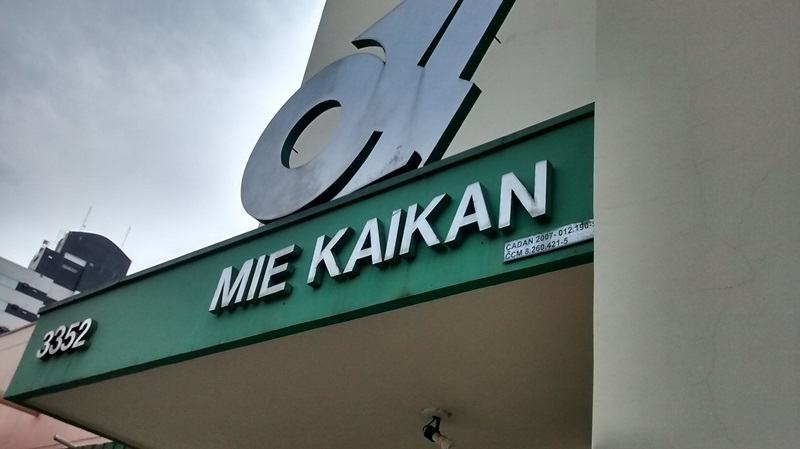 MIE KAIKAN
CADAN 2007- 012.190-
CCM 8.260.421-5
3352